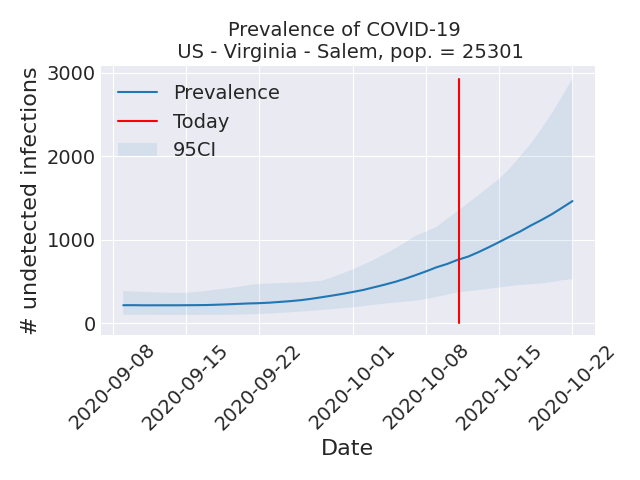 Prevalence of COVID-19
US - Virginia - Salem, pop. = 25301
# undetected infections
3000
2000
1000
0
Prevalence
Today
95CI
2020-09-08
2020-09-15
2020-09-22
2020-10-01
2020-10-08
2020-10-15
2020-10-22
Date